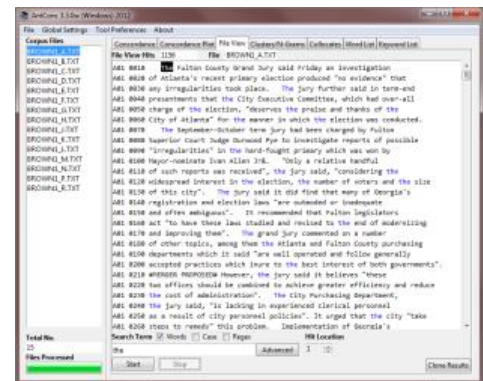 AntConc 3.3.0w (Windows) 2012
File Global Settings Tool Preferences About
Corpus Files
BROWN1_A.TXT
BROWN1_B.TXT
BROWN1_C.TXT
BROWN1_D.TXT
BROWN1_E.TXT
BROWN1_F.TXT
BROWN1_G.TXT
BROWN1_H.TXT
BROWN1_J.TXT
BROWN1_K.TXT
BROWN1_L.TXT
BROWN1_M.TXT
BROWN1_N.TXT
BROWN1_P.TXT
BROWN1_R.TXT
Total No.
15
Files Processed
Concordance Concordance Plot File View Clusters/N-Grams Collocates Word List Keyword List
File View Hits 1136 File BROWN1_A.TXT
A01 0010 The Fulton County Grand Jury said Friday an investigation
A01 0020 of Atlanta's recent primary election produced "no evidence" that
A01 0030 any irregularities took place. The jury further said in term-end
A01 0040 presentments that the City Executive Committee, which had over-all
A01 0050 charge of the election, "deserves the praise and thanks of the
A01 0060 City of Atlanta" for the manner in which the election was conducted.
A01 0070 The September-October term jury had been charged by Fulton
A01 0080 Superior Court Judge Durwood Pye to investigate reports of possible
A01 0090 "irregularities" in the hard-fought primary which was won by
A01 0100 Mayor-nominate Ivan Allen Jr&. "Only a relative handful
A01 0110 of such reports was received", the jury said, "considering the
A01 0120 widespread interest in the election, the number of voters and the size
A01 0130 of this city". The jury said it did find that many of Georgia's
A01 0140 registration and election laws "are outmoded or inadequate
A01 0150 and often ambiguous". It recommended that Fulton legislators
A01 0160 act "to have these laws studied and revised to the end of modernizing
A01 0170 and improving them". The grand jury commented on a number
A01 0180 of other topics, among them the Atlanta and Fulton County purchasing
A01 0190 departments which it said "are well operated and follow generally
A01 0200 accepted practices which inure to the best interest of both governments".
A01 0210 #MERGER PROPOSED# However, the jury said it believes "these
A01 0220 two offices should be combined to achieve greater efficiency and reduce
A01 0230 the cost of administration". The City Purchasing Department,
A01 0240 the jury said, "is lacking in experienced clerical personnel
A01 0250 as a result of city personnel policies". It urged that the city "take
A01 0260 steps to remedy" this problem. Implementation of Georgia's
Search Term Words Case Regex Hit Location
the Advanced 1
Start Stop Clone Results